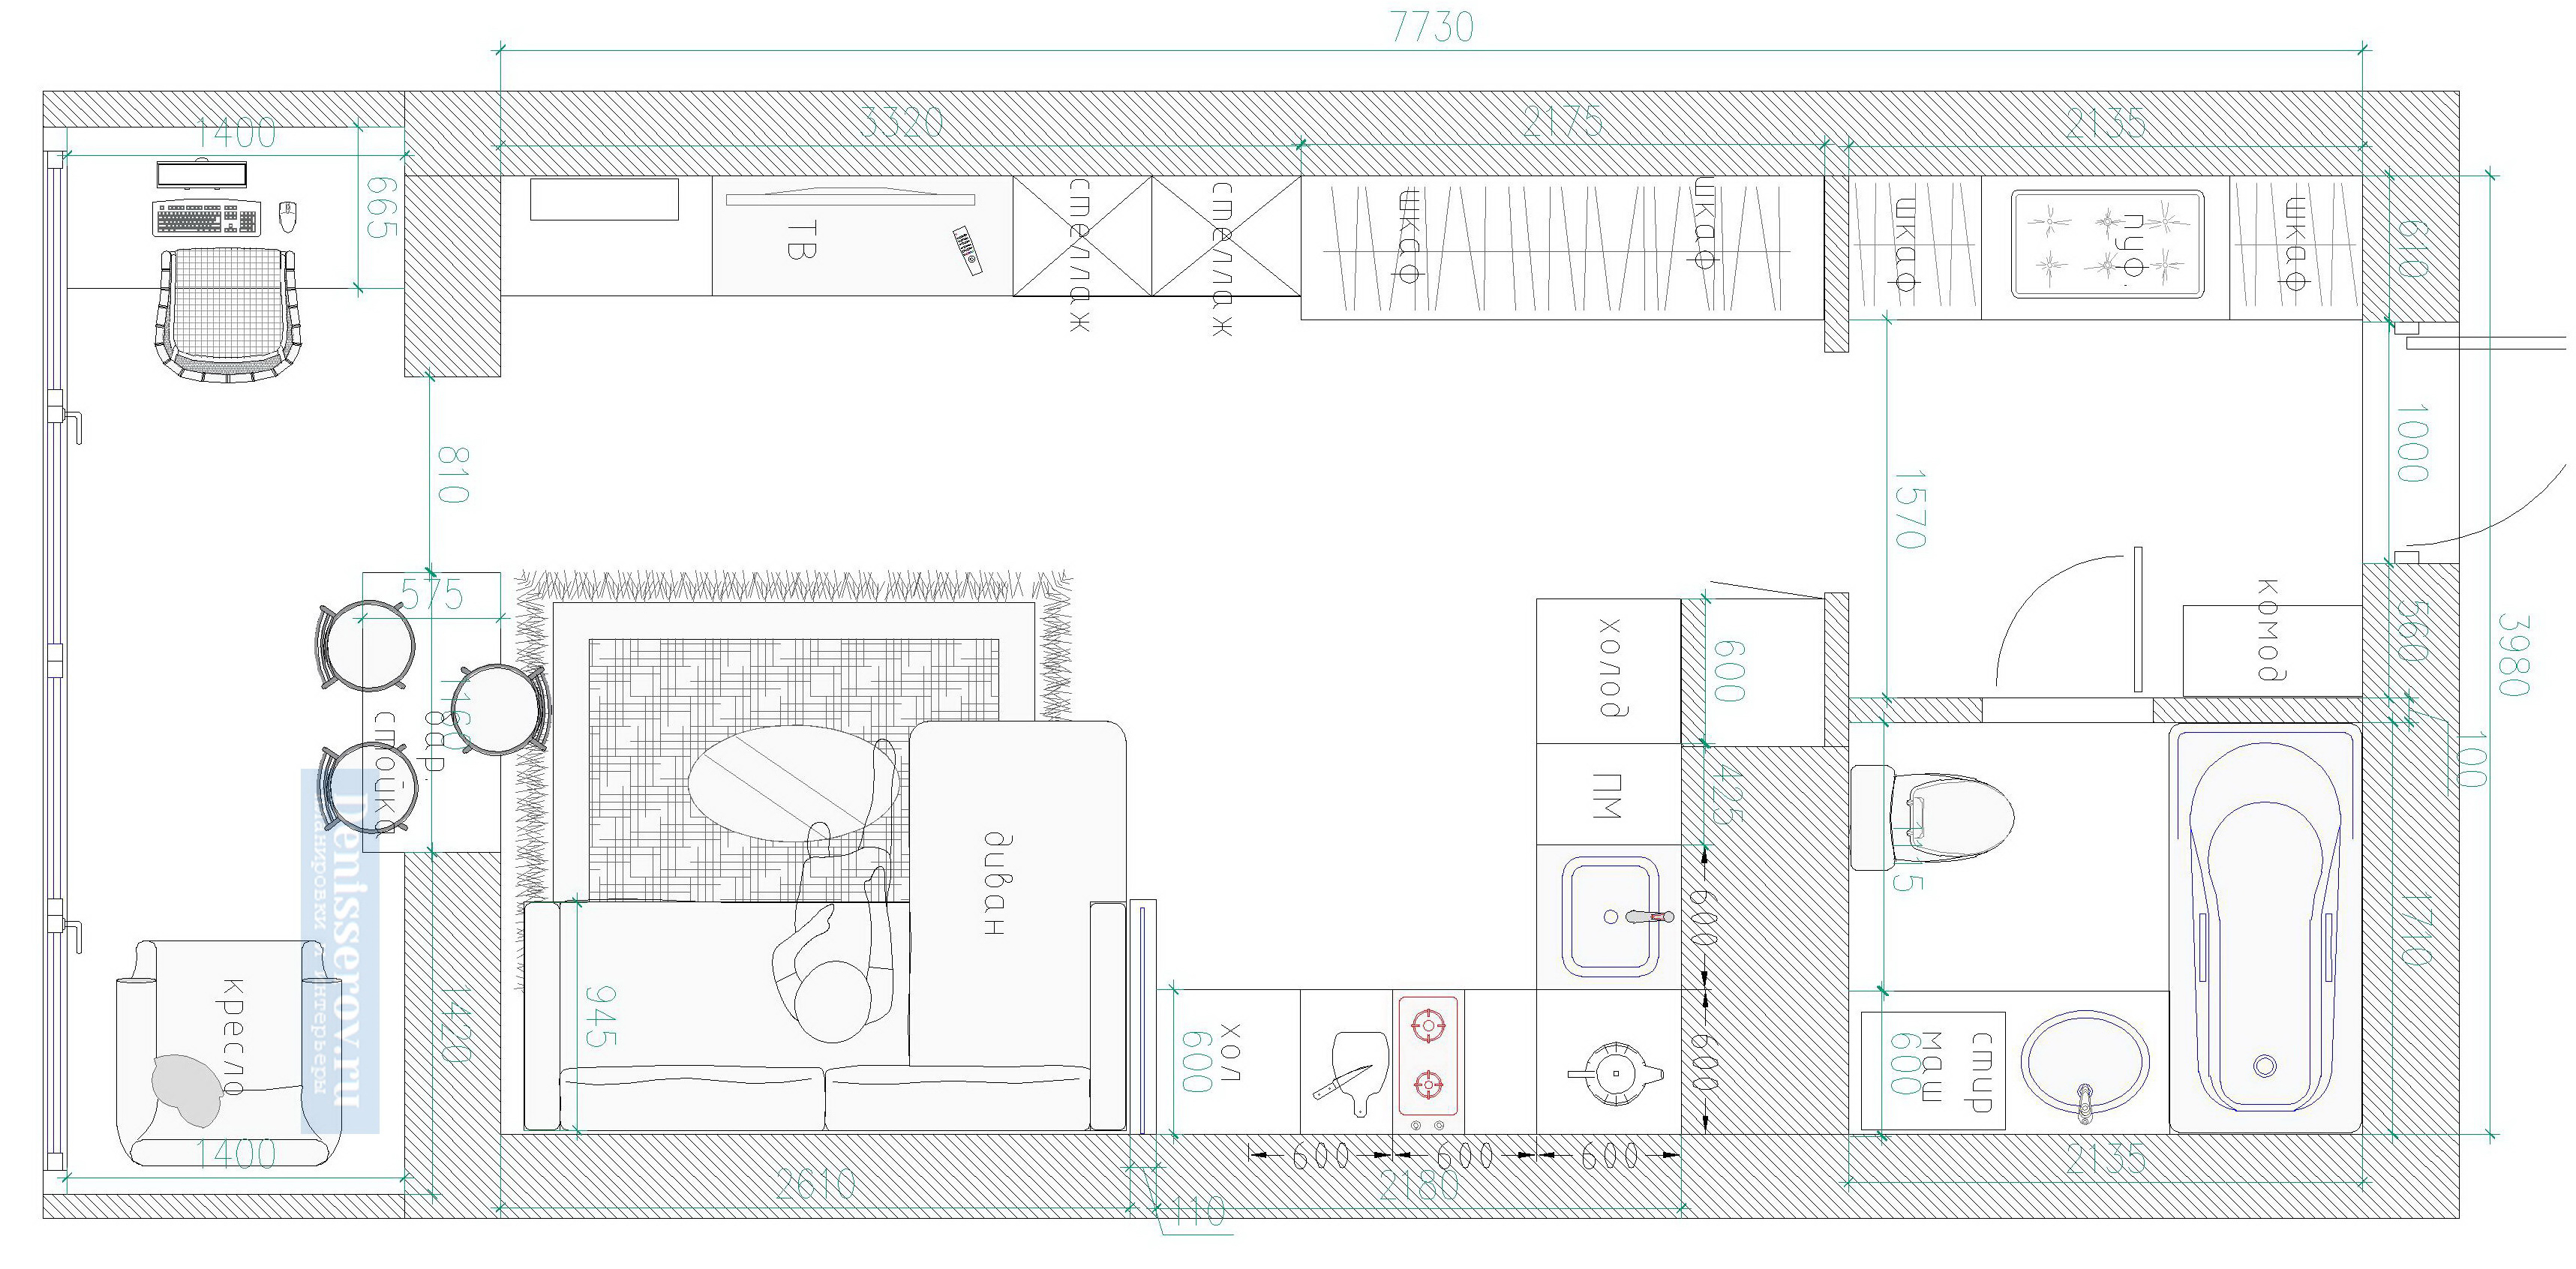 7730
1400
3320
2175
2135
665
ТВ
стеллаж
стеллаж
шкаф
шкаф
шкаф
пуф
шкаф
610
810
1570
1000
575
комод
560
3980
холод
600
1160
бар.
стойка
100
ПМ
425
диван
600
1710
кресло
1420
945
600
хол
600
600
маш
стир
1400
600
600
600
2135
2610
2180
110
Denisserov.ru
планировки и интерьеры